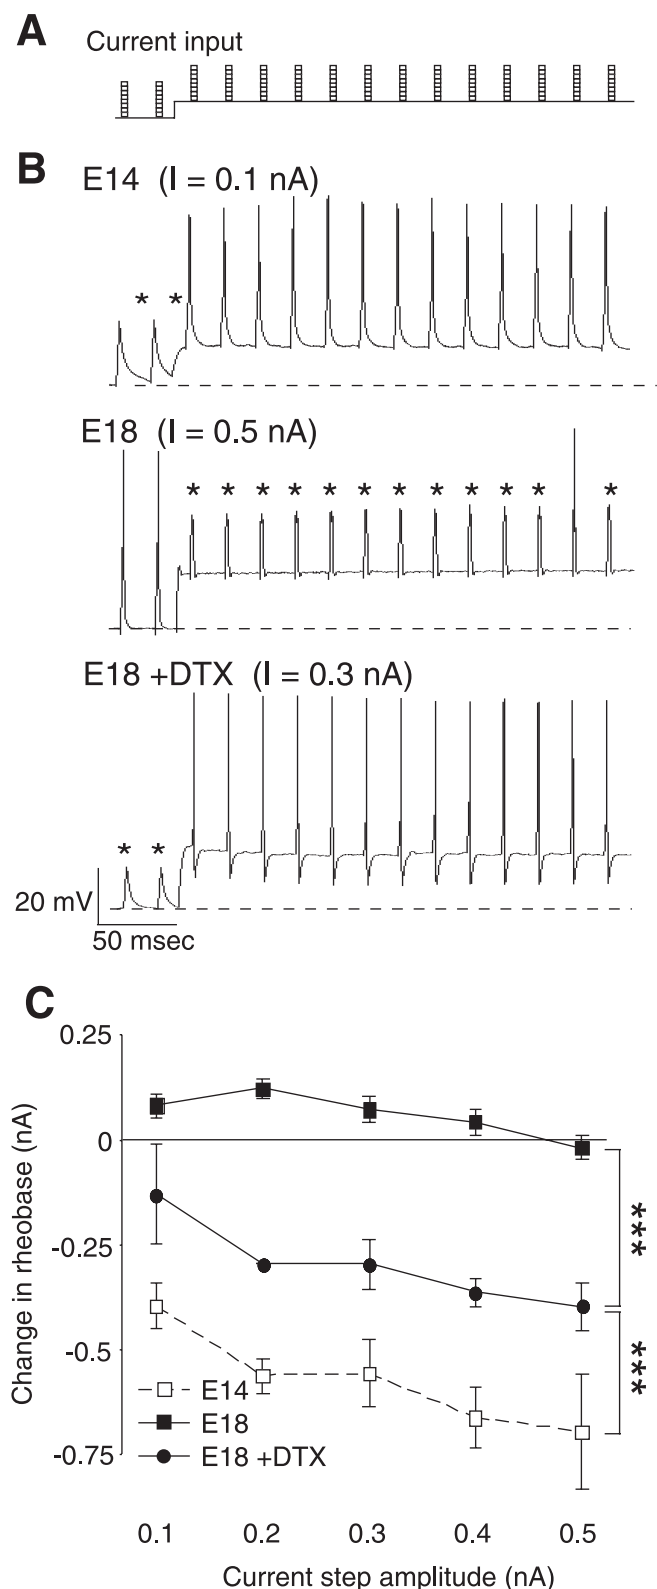 A
Current input
B
E14 (I = 0.1 nA)
* *
E18 (I = 0.5 nA)
* * * * * * * * * * * *
E18 +DTX (I = 0.3 nA)
* *
20 mV
50 msec
C
0.25
0
-0.25
-0.5
-0.75
Change in rheobase (nA)
***
***
E14
E18
E18 +DTX
0.1 0.2 0.3 0.4 0.5
Current step amplitude (nA)